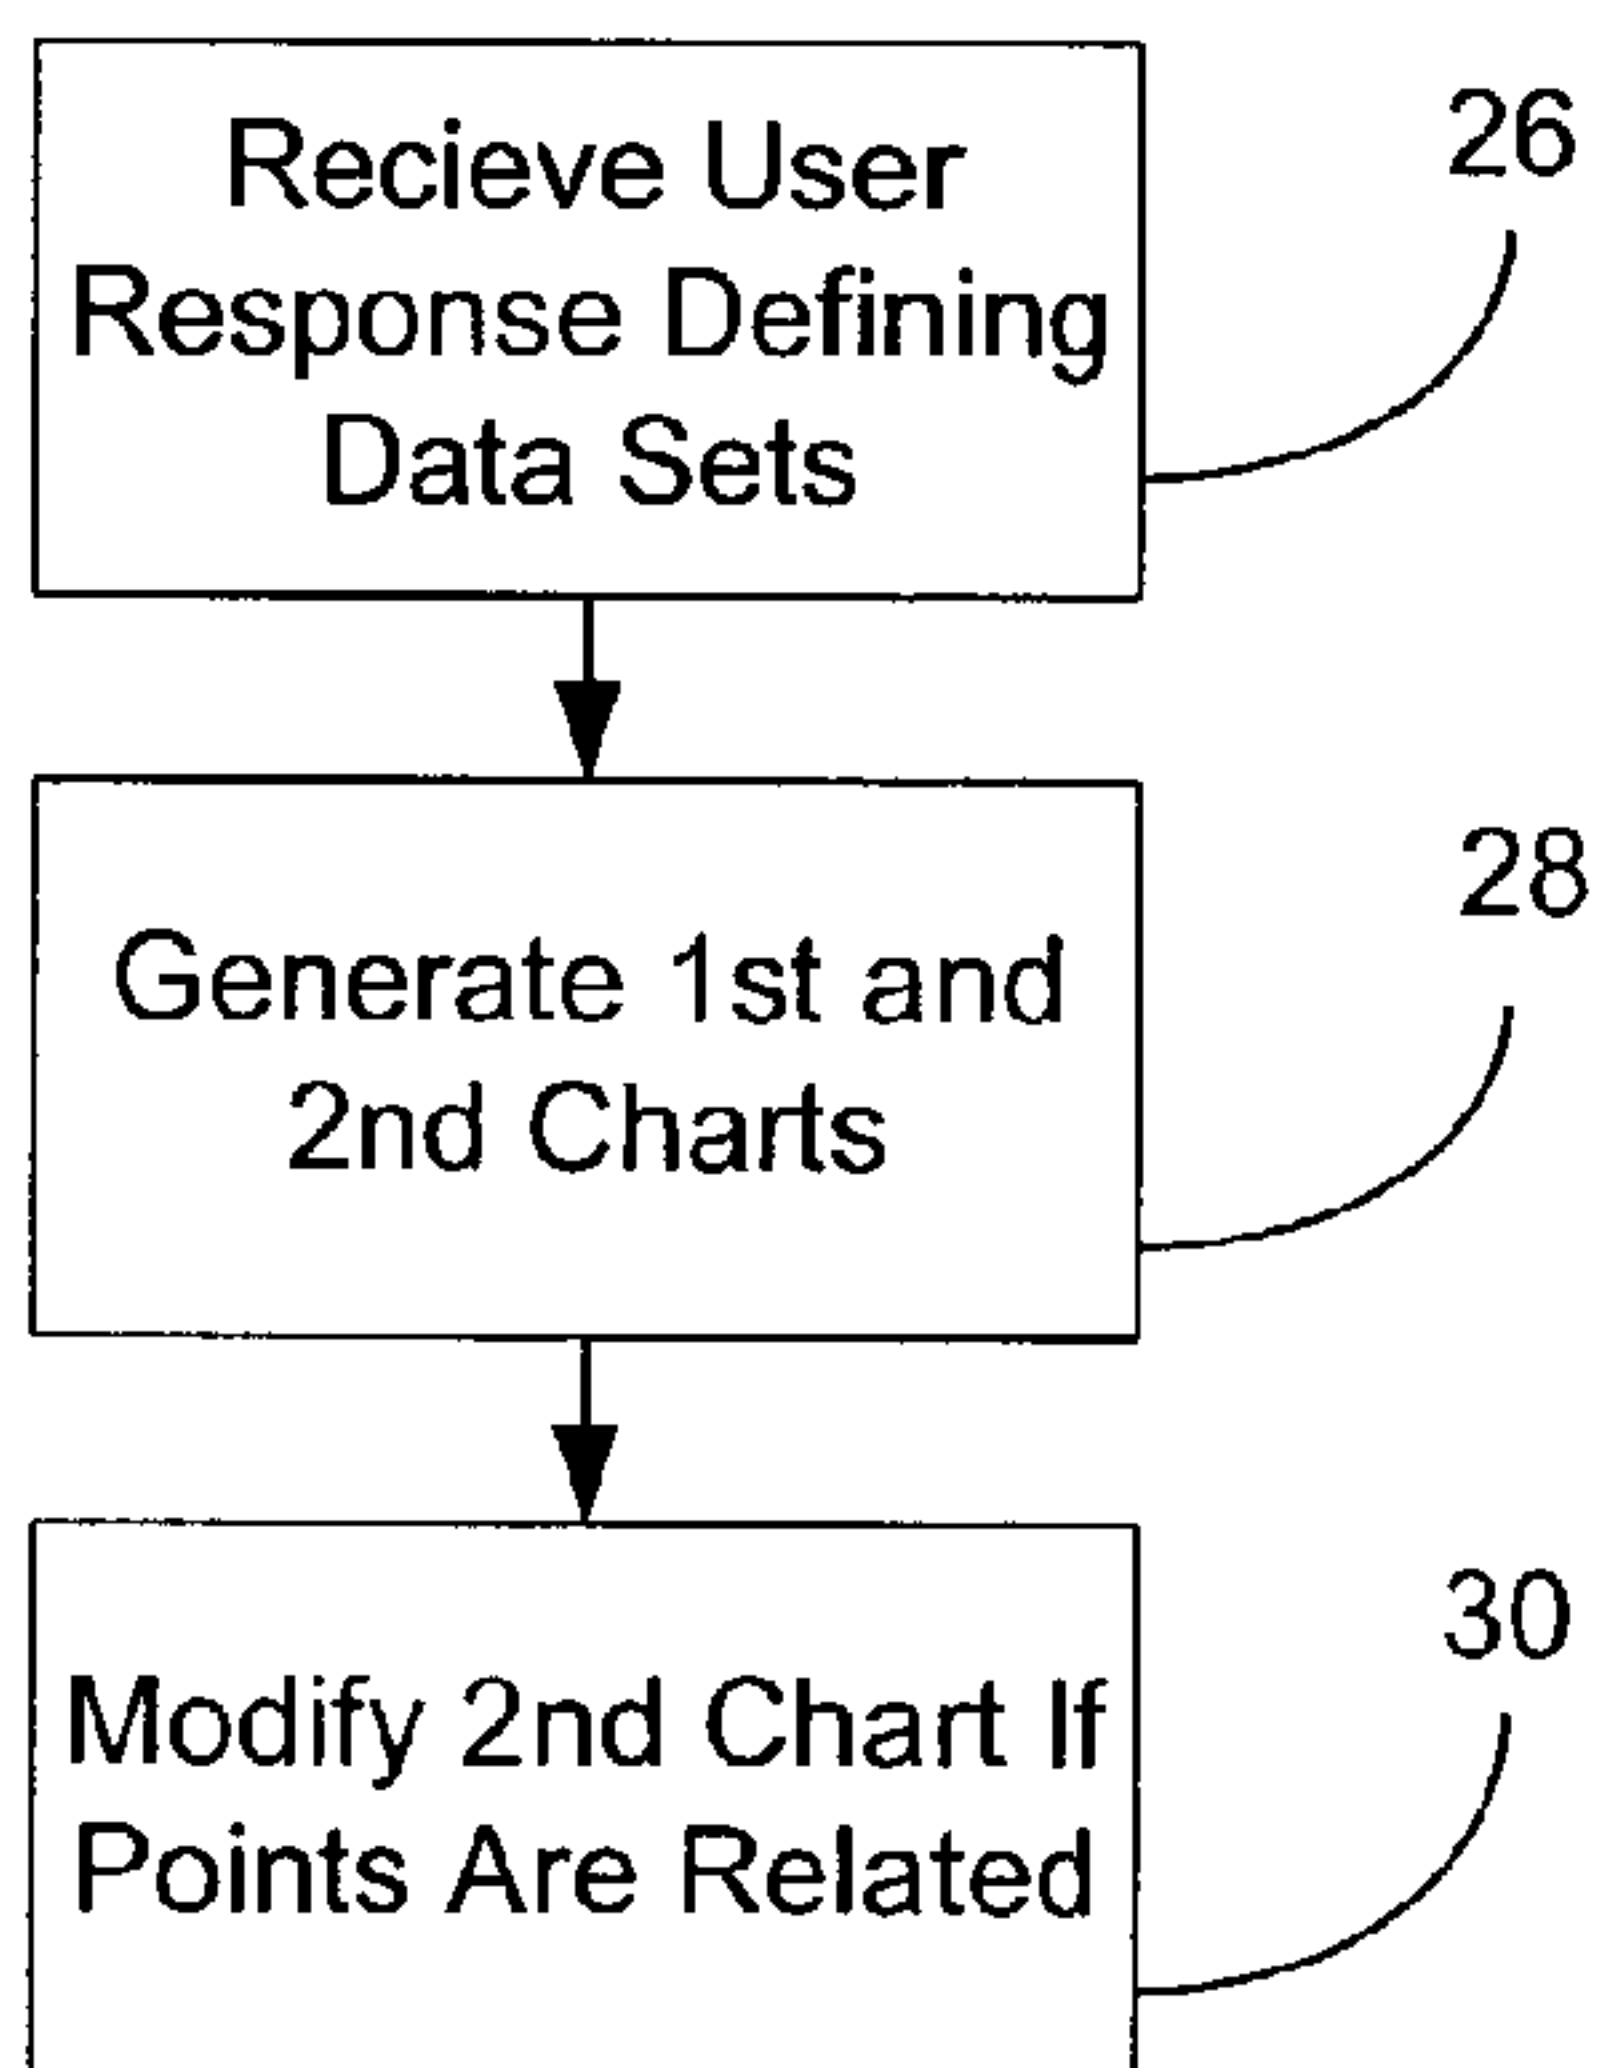 Recieve User
Response Defining
Data Sets
26
Generate 1st and
2nd Charts
28
Modify 2nd Chart If
Points Are Related
30